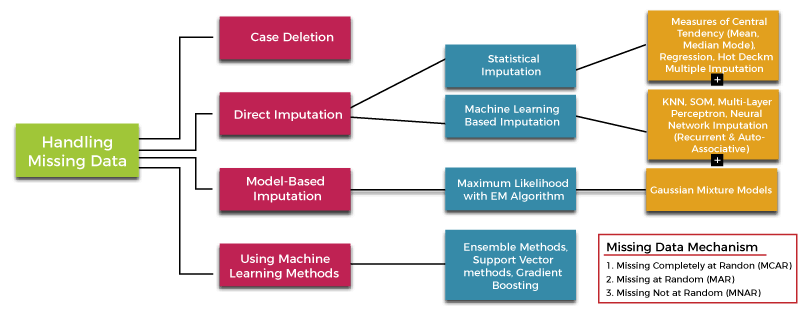 Handling
Missing Data
Case Deletion
Direct Imputation
Model-Based
Imputation
Using Machine
Learning Methods
Statistical
Imputation
Machine Learning
Based Imputation
Maximum Likelihood
with EM Algorithm
Ensemble Methods,
Support Vector
methods, Gradient
Boosting
Measures of Central
Tendency (Mean,
Median Mode),
Regression, Hot Deckm
Multiple Imputation
+
KNN, SOM, Multi-Layer
Perceptron, Neural
Network Imputation
(Recurrent & Auto-
Associative)
+
Gaussian Mixture Models
Missing Data Mechanism
1. Missing Completely at Randon (MCAR)
2. Missing at Random (MAR)
3. Missing Not at Random (MNAR)